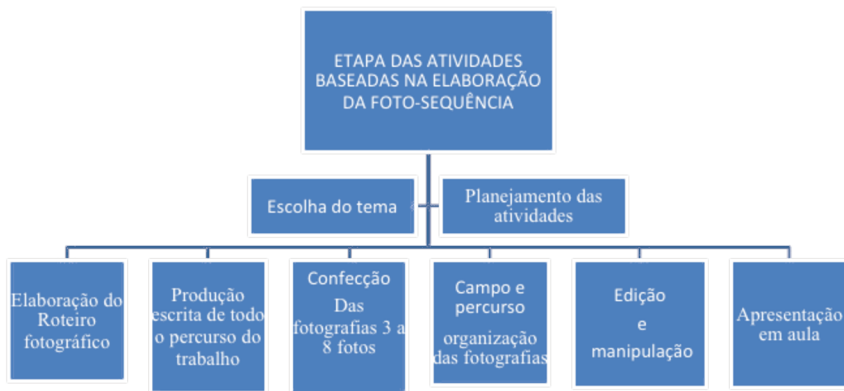 ETAPA DAS ATIVIDADES
BASEADAS NA ELABORAÇÃO
DA FOTO-SEQUÊNCIA
Escolha do tema
Planejamento das
atividades
Elaboração do
Roteiro
fotográfico
Produção
escrita de todo
o percurso do
trabalho
Confecção
Das
fotografias 3 a
8 fotos
Campo e
percurso
organização
das fotografias
Edição
e
manipulação
Apresentação
em aula